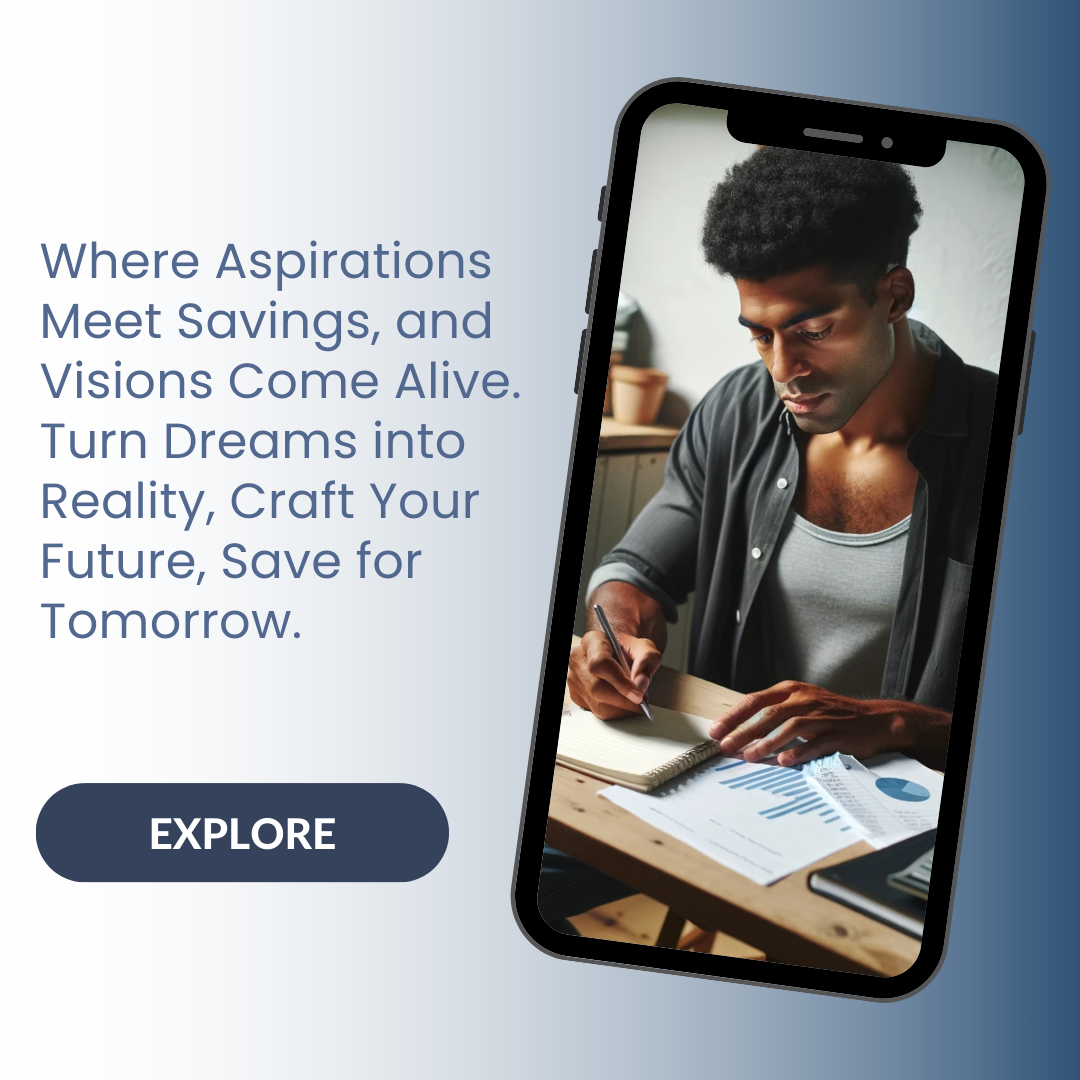 Where Aspirations
Meet Savings, and
Visions Come Alive.
Turn Dreams into
Reality, Craft Your
Future, Save for
Tomorrow.
EXPLORE